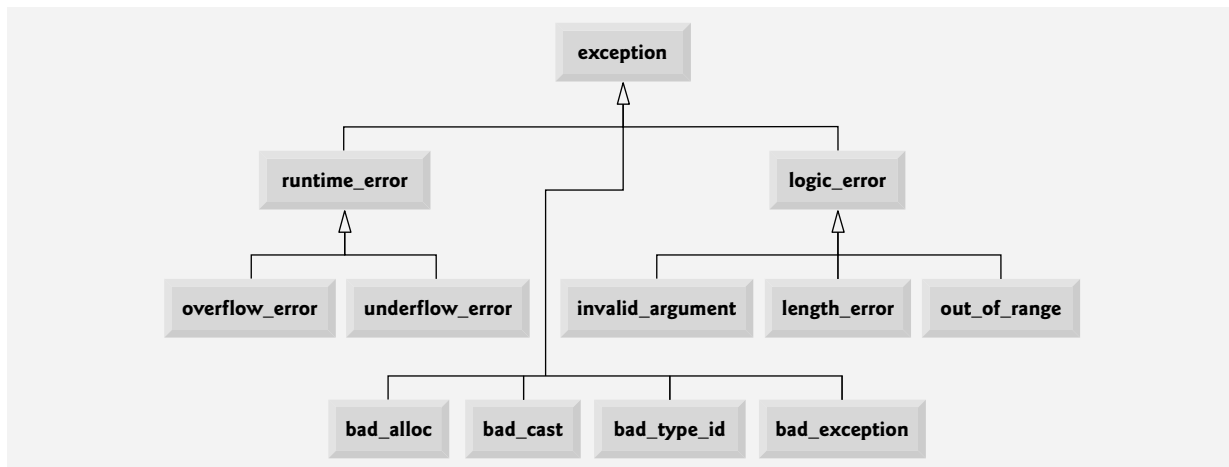 exception
runtime_error
logic_error
overflow_error
underflow_error
invalid_argument
length_error
out_of_range
bad_alloc
bad_cast
bad_type_id
bad_exception